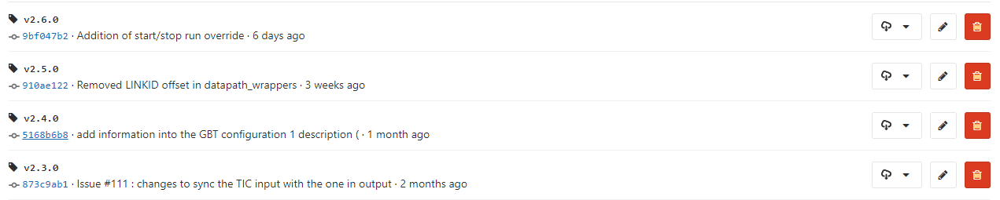 v2.6.0
9bf047b2 · Addition of start/stop run override · 6 days ago
v2.5.0
910ae122 · Removed LINKID offset in datapath_wrappers · 3 weeks ago
v2.4.0
5168b6b8 · add information into the GBT configuration 1 description ( · 1 month ago
v2.3.0
873c9ab1 · Issue #111 : changes to sync the TIC input with the one in output · 2 months ago